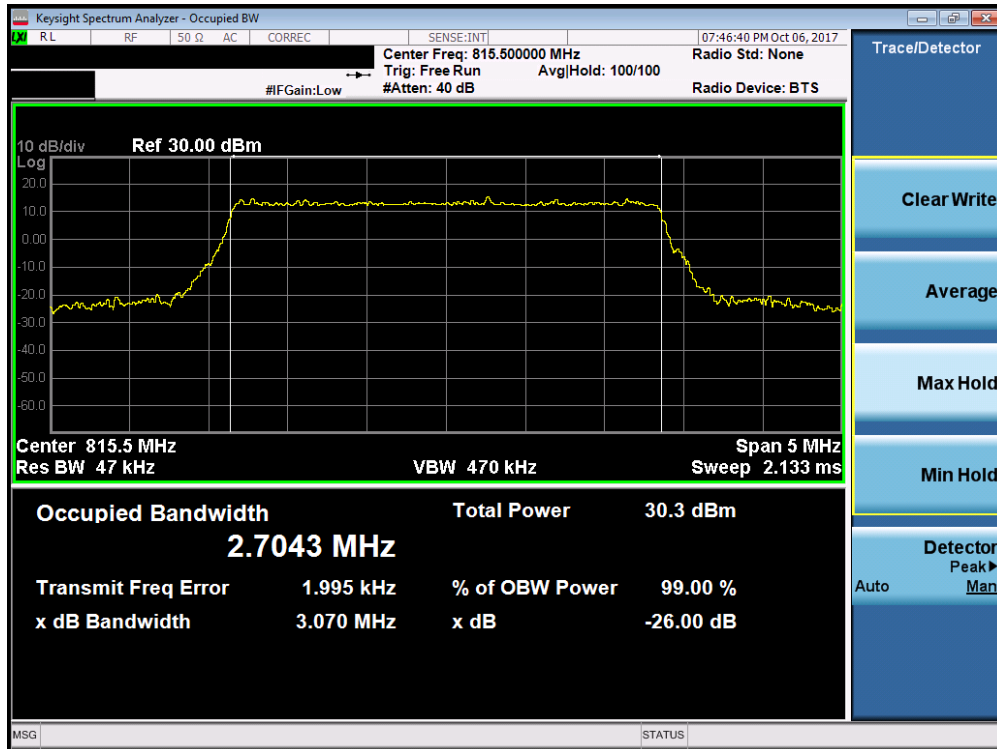 Keysight Spectrum Analyzer - Occupied BW
LXI RL RF 50 Ω AC CORREC SENSE:INT 07:46:40 PM Oct 06, 2017
Center Freq: 815.500000 MHz Radio Std: None
Trig: Free Run Avg|Hold: 100/100
#IFGain:Low #Atten: 40 dB Radio Device: BTS
10 dB/div Ref 30.00 dBm
Log
20.0
10.0
0.00
-10.0
-20.0
-30.0
-40.0
-50.0
-60.0
Center 815.5 MHz Span 5 MHz
Res BW 47 kHz VBW 470 kHz Sweep 2.133 ms
Occupied Bandwidth Total Power 30.3 dBm
2.7043 MHz
Transmit Freq Error 1.995 kHz % of OBW Power 99.00 %
x dB Bandwidth 3.070 MHz x dB -26.00 dB
MSG STATUS
Trace/Detector
Clear Write
Average
Max Hold
Min Hold
Detector
Peak▶
Auto Man